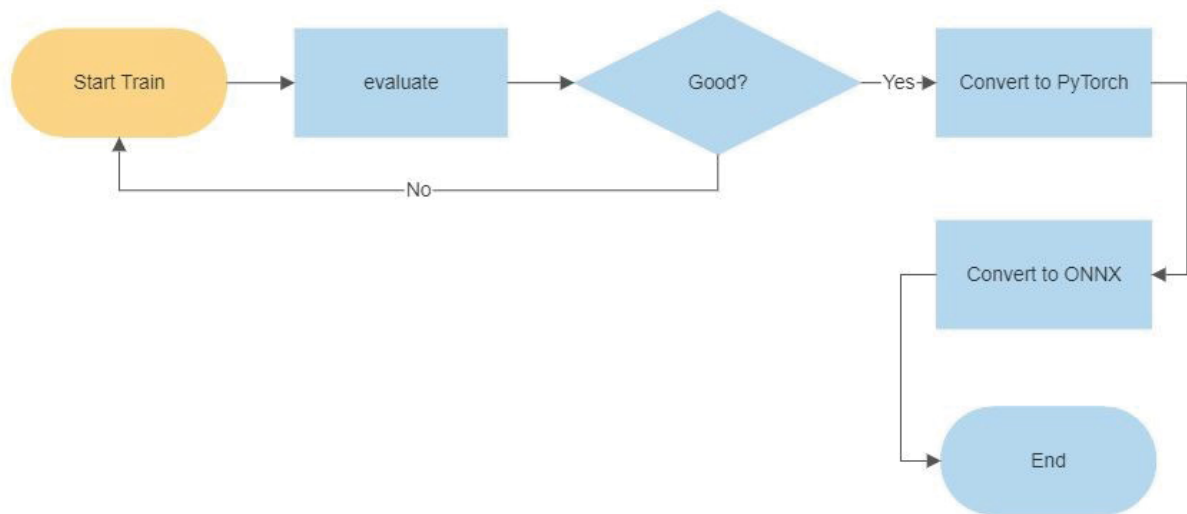 Start Train
evaluate
Good?
Yes
Convert to PyTorch
No
Convert to ONNX
End